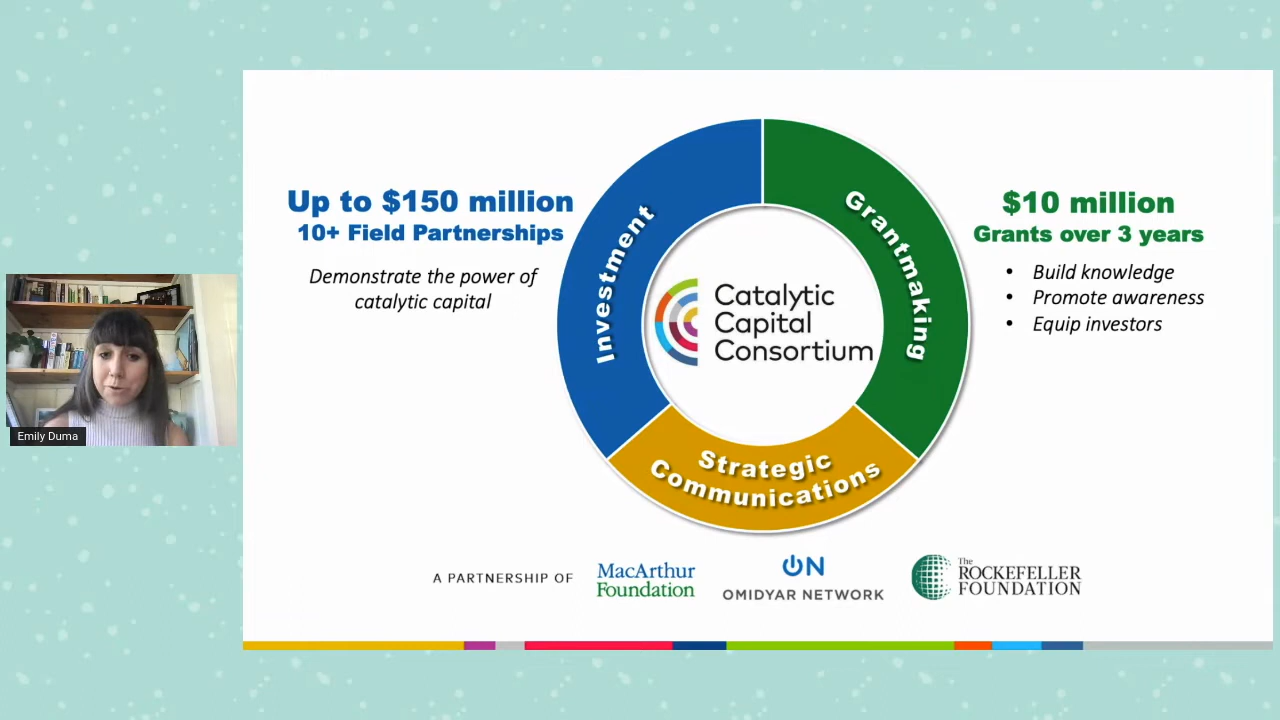 Up to $150 million
10+ Field Partnerships
Demonstrate the power of
catalytic capital
Investment
Grantmaking
Strategic
Communications
Catalytic
Capital
Consortium
$10 million
Grants over 3 years
• Build knowledge
• Promote awareness
• Equip investors
Emily Duma
A PARTNERSHIP OF
MacArthur
Foundation
ON
OMIDYAR NETWORK
The
ROCKEFELLER
FOUNDATION